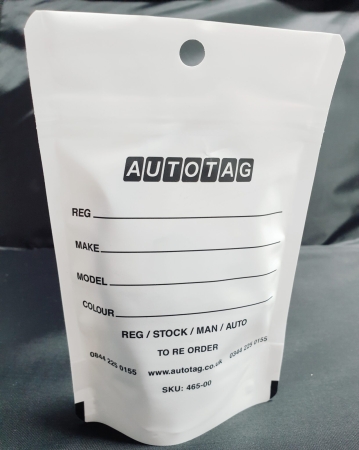 AUTOTAG
REG
MAKE
MODEL
COLOUR
REG / STOCK / MAN / AUTO
TO RE ORDER
0844 225 0155 www.autotag.co.uk 0344 225 0155
SKU: 465-00